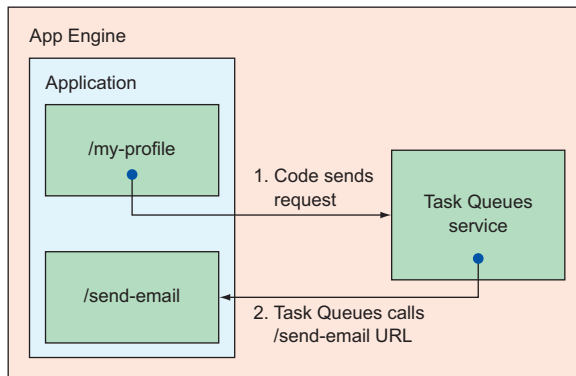 App Engine
Application
/my-profile
1. Code sends
request
Task Queues
service
/send-email
2. Task Queues calls
/send-email URL